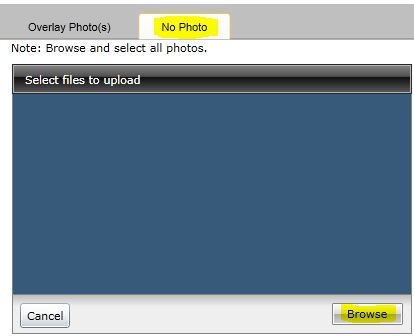 Overlay Photo(s) No Photo
Note: Browse and select all photos.
Select files to upload
Cancel Browse